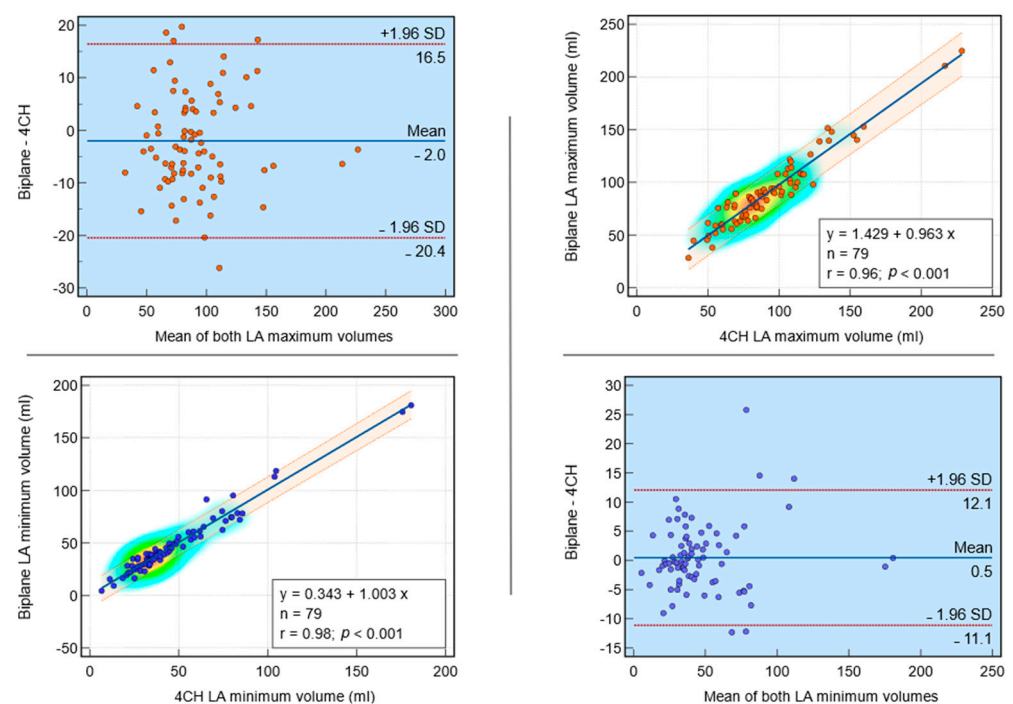 20
10
0
-10
-20
-30
Biplane - 4CH
+1.96 SD
16.5
Mean
- 2.0
- 1.96 SD
- 20.4
0 50 100 150 200 250 300
Mean of both LA maximum volumes
250
200
150
100
50
0
Biplane LA maximum volume (ml)
y = 1.429 + 0.963 x
n = 79
r = 0.96; p < 0.001
0 50 100 150 200 250
4CH LA maximum volume (ml)
200
150
100
50
0
-50
Biplane LA minimum volume (ml)
y = 0.343 + 1.003 x
n = 79
r = 0.98; p < 0.001
0 50 100 150 200
4CH LA minimum volume (ml)
30
25
20
15
10
5
0
-5
-10
-15
Biplane - 4CH
+1.96 SD
12.1
Mean
0.5
- 1.96 SD
- 11.1
0 50 100 150 200 250
Mean of both LA minimum volumes